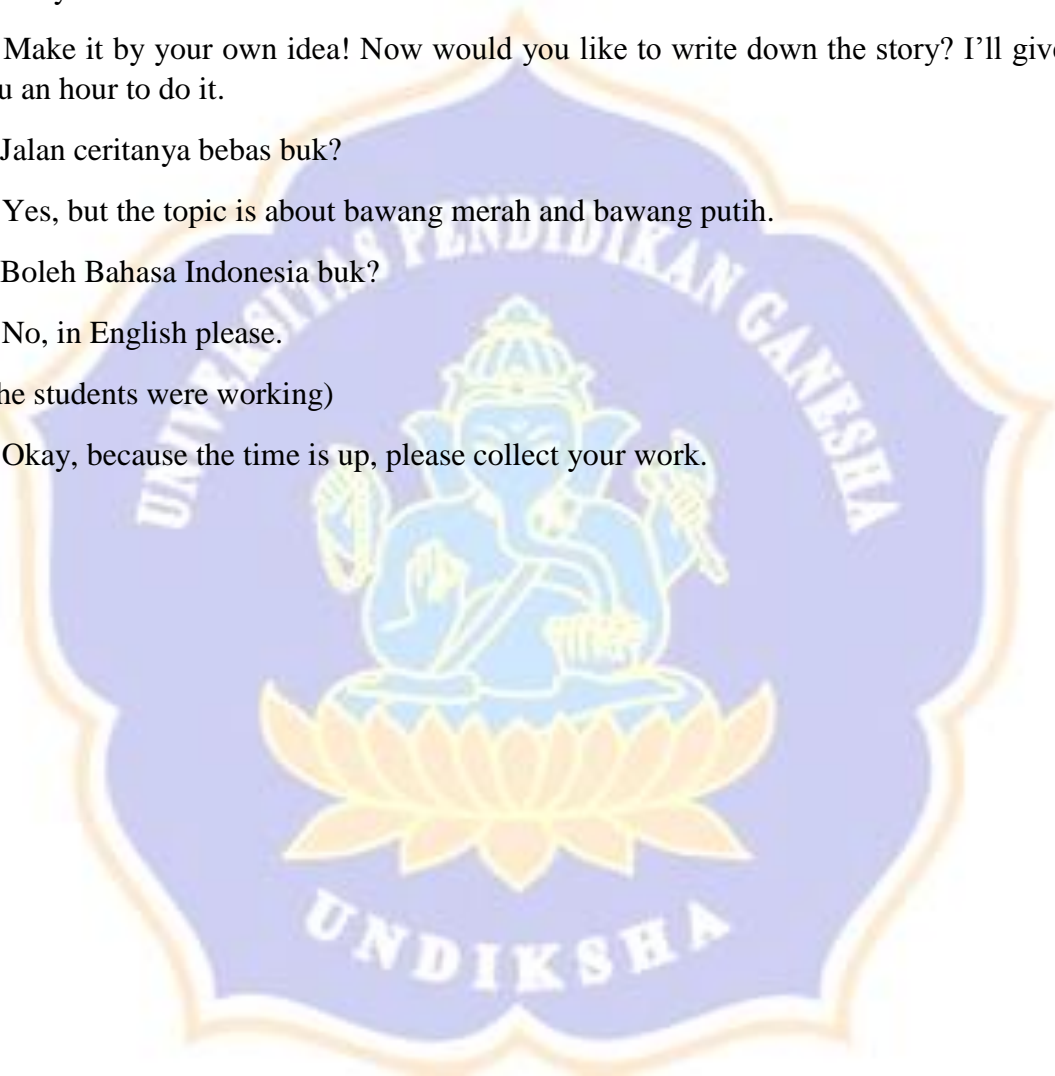 Make it by your own idea! Now would you like to write down the story? I'll give
an hour to do it.
Jalan ceritanya bebas buk?
Yes, but the topic is about bawang merah and bawang putih.
Boleh Bahasa Indonesia buk?
No, in English please.
students were working)
Okay, because the time is up, please collect your work.
UNIVERSITAS PENDIDIKAN GANESHA
UNDIKSHA